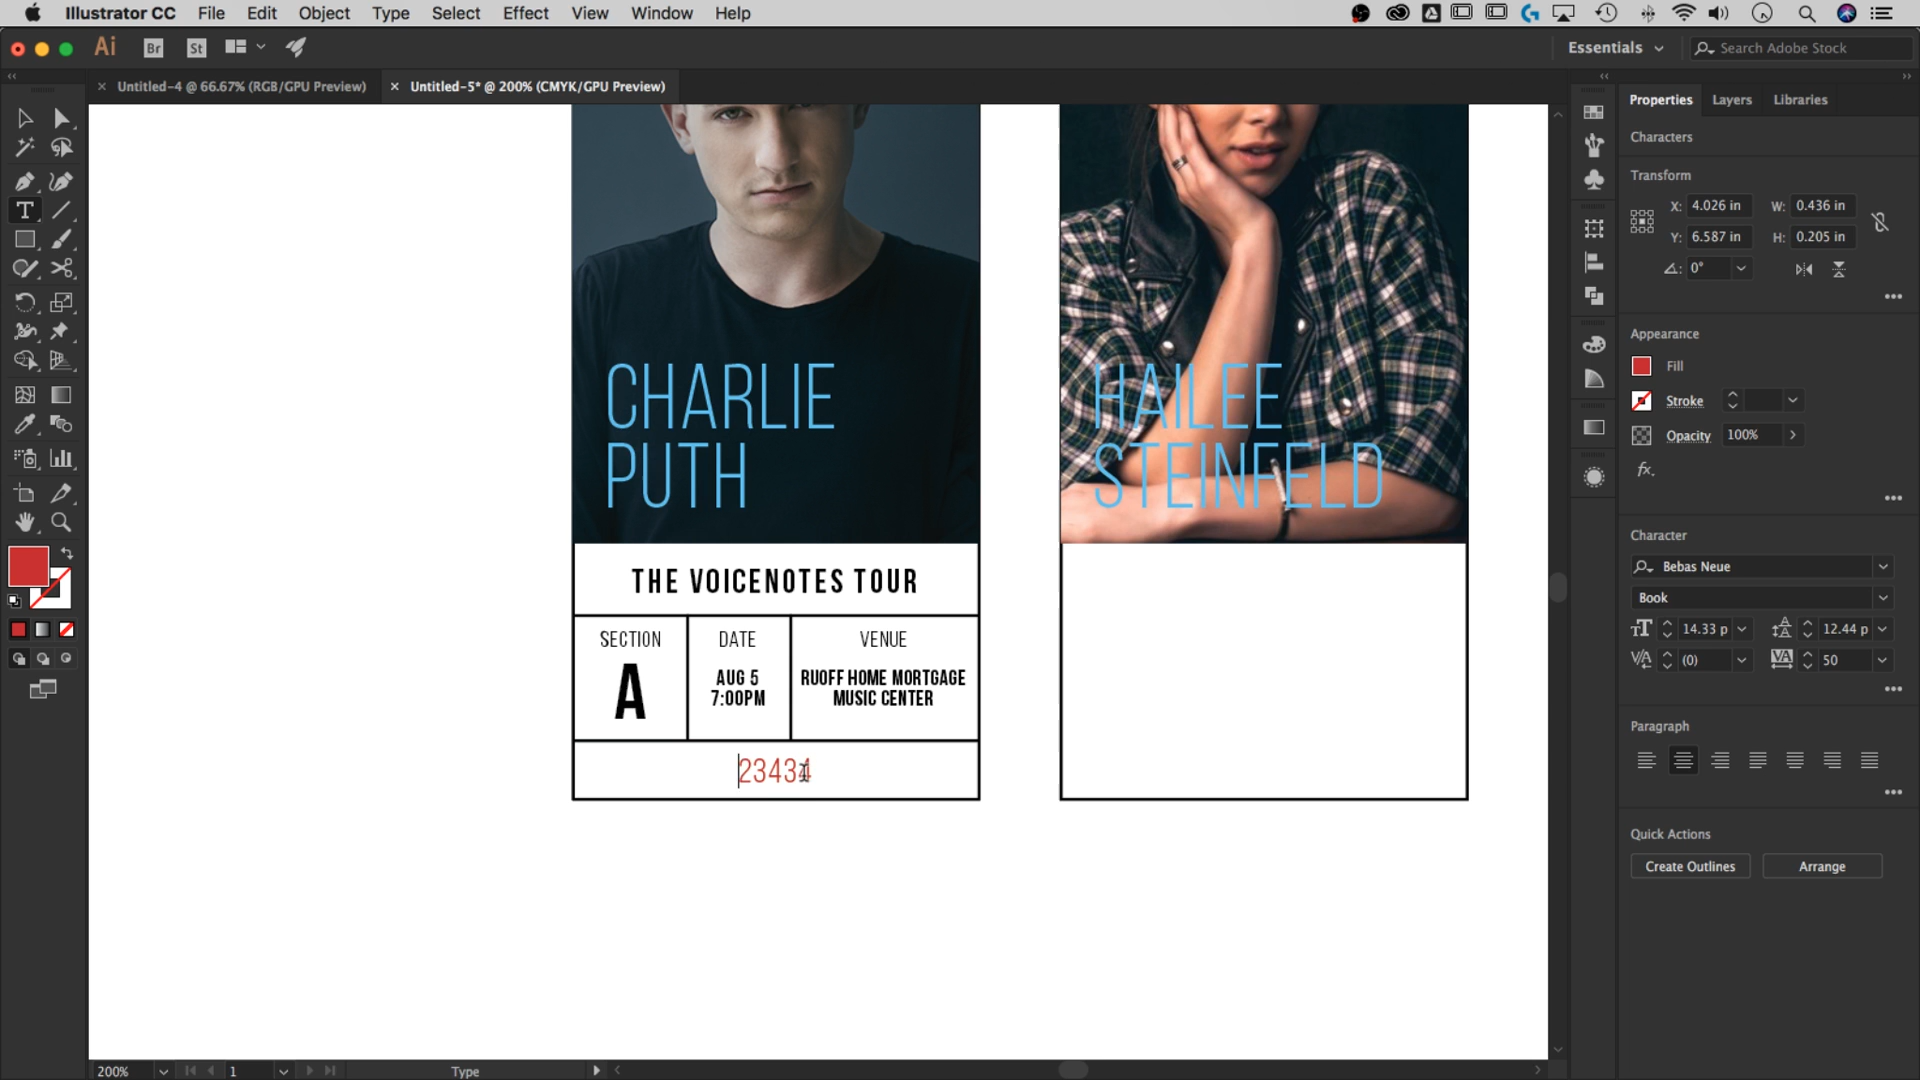 Illustrator CC File Edit Object Type Select Effect View Window Help
Ai Br St Essentials Search Adobe Stock
Untitled-4 @ 66.67% (RGB/GPU Preview) Untitled-5* @ 200% (CMYK/GPU Preview)
Properties Layers Libraries
Characters
Transform
X: 4.026 in W: 0.436 in
Y: 6.587 in H: 0.205 in
0°
Appearance
Fill
Stroke
Opacity 100%
fx.
Character
Bebas Neue
Book
14.33 p 12.44 p
(0) 50
Paragraph
Quick Actions
Create Outlines Arrange
CHARLIE
PUTH
HAILEE
STEINFELD
THE VOICENOTES TOUR
SECTION DATE VENUE
A
AUG 5
7:00PM
RUOFF HOME MORTGAGE
MUSIC CENTER
23434
200% 1 Type